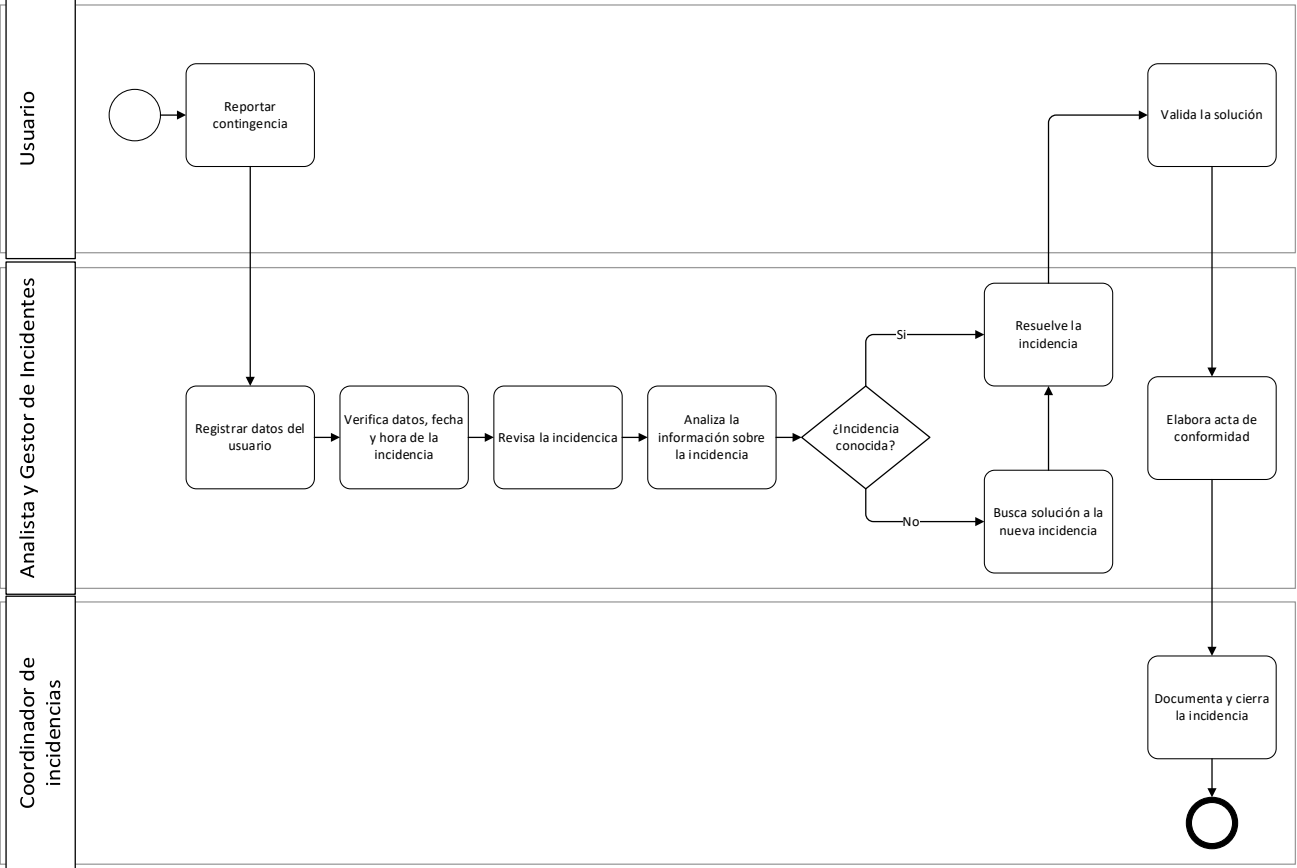 Usuario
Reportar
contingencia
Valida la solución
Analista y Gestor de Incidentes
Registrar datos del
usuario
Verifica datos, fecha
y hora de la
incidencia
Revisa la incidencica
Analiza la
información sobre
la incidencia
¿Incidencia
conocida?
Si
No
Resuelve la
incidencia
Busca solución a la
nueva incidencia
Elabora acta de
conformidad
Coordinador de
incidencias
Documenta y cierra
la incidencia